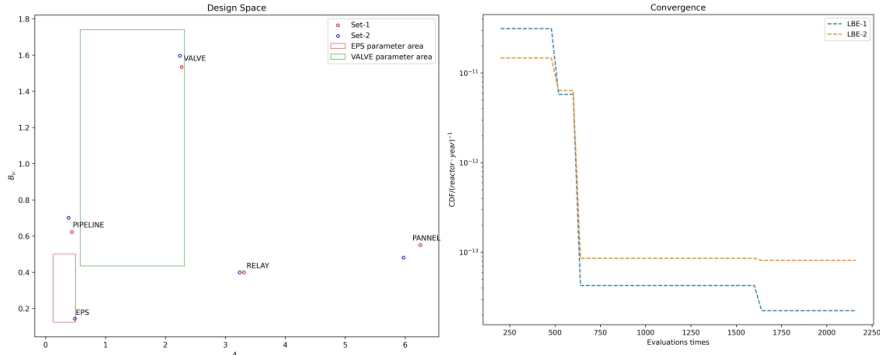 Design Space
1.8
1.6
1.4
1.2
1.0
0.8
0.6
0.4
0.2
Bu
0 1 2 3 4 5 6
Set-1
Set-2
EPS parameter area
VALVE parameter area
VALVE
PIPELINE
PANNEL
RELAY
EPS
Convergence
LBE-1
LBE-2
10⁻¹¹
10⁻¹²
10⁻¹³
CDF/(reactor · year)⁻¹
250 500 750 1000 1250 1500 1750 2000 2250
Evaluations times